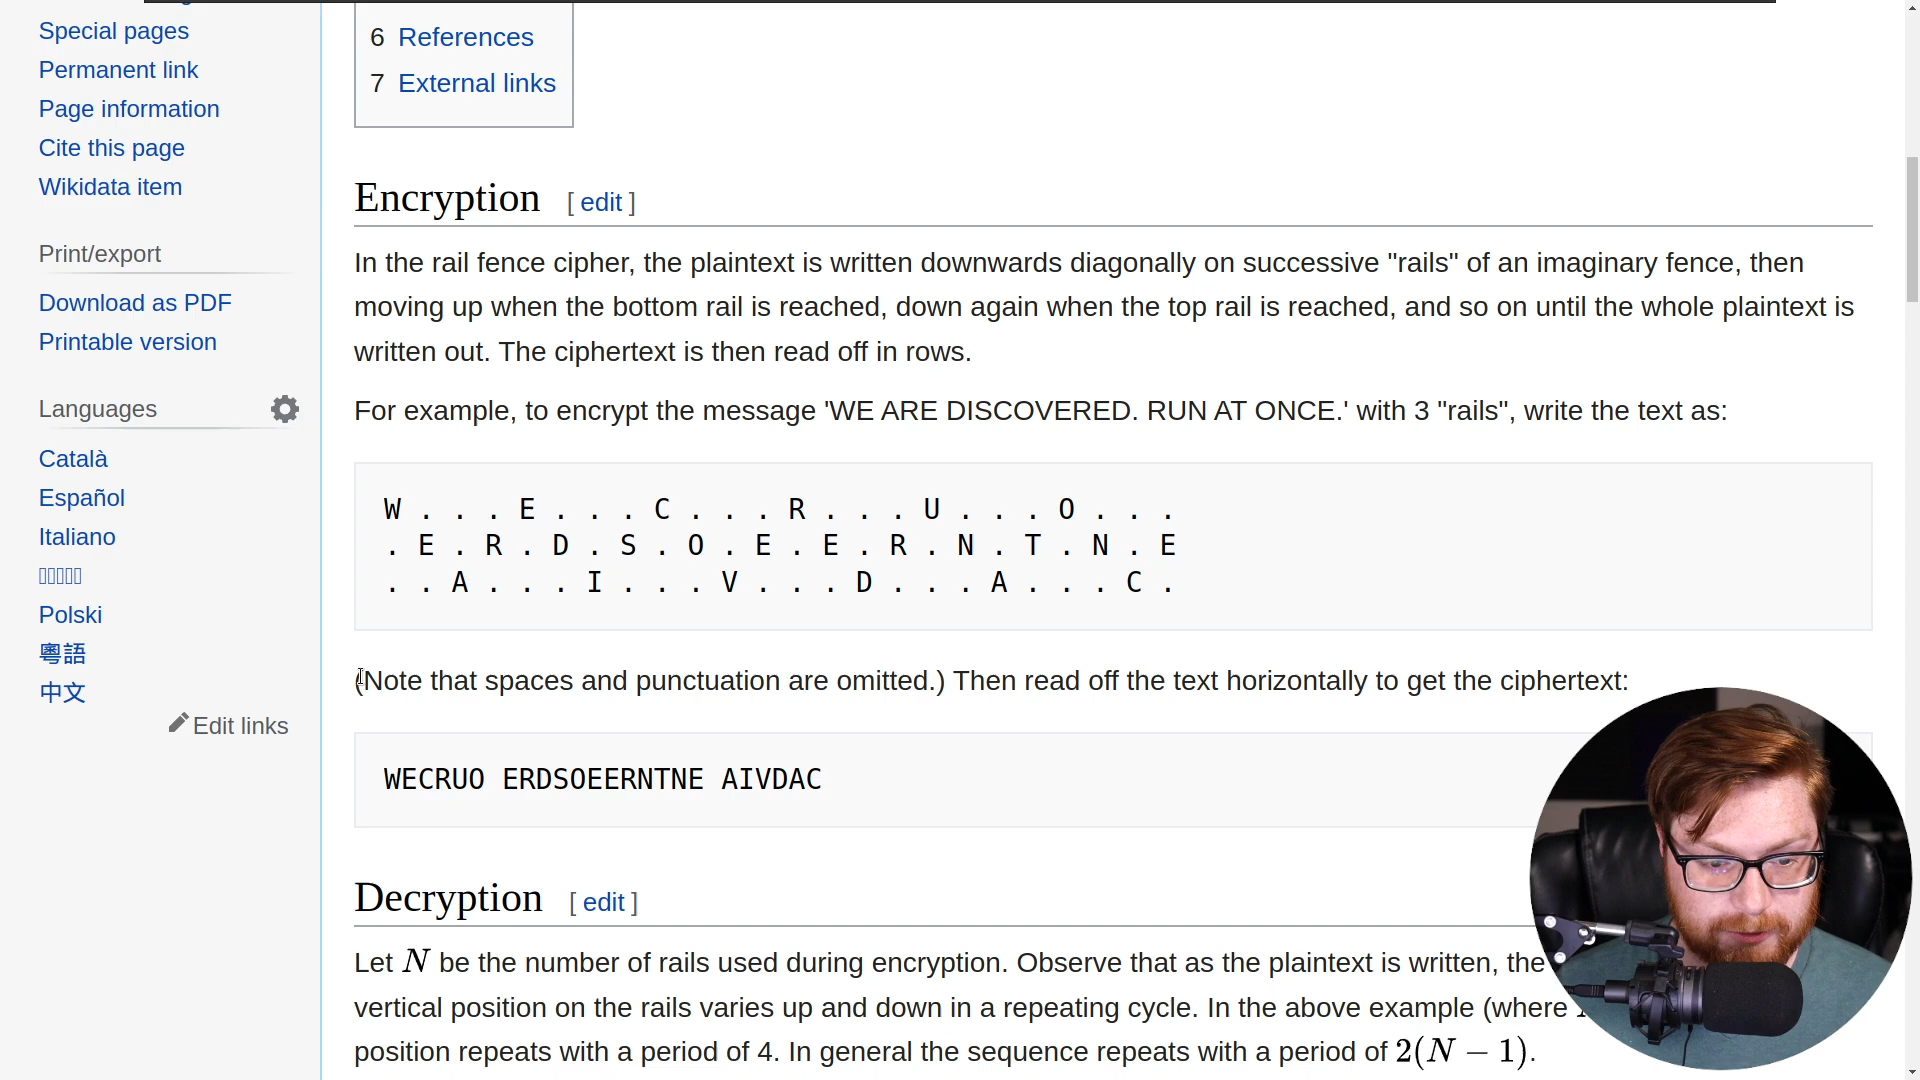 Special pages
Permanent link
Page information
Cite this page
Wikidata item
Print/export
Download as PDF
Printable version
Languages
Català
Español
Italiano
Polski
粵語
中文
Edit links
6 References
7 External links
Encryption [ edit ]
In the rail fence cipher, the plaintext is written downwards diagonally on successive "rails" of an imaginary fence, then
moving up when the bottom rail is reached, down again when the top rail is reached, and so on until the whole plaintext is
written out. The ciphertext is then read off in rows.
For example, to encrypt the message 'WE ARE DISCOVERED. RUN AT ONCE.' with 3 "rails", write the text as:
W . . . E . . . C . . . R . . . U . . . O . . .
. E . R . D . S . O . E . E . R . N . T . N . E
. . A . . . I . . . V . . . D . . . A . . . C .
(Note that spaces and punctuation are omitted.) Then read off the text horizontally to get the ciphertext:
WECRUO ERDSOEERNTNE AIVDAC
Decryption [ edit ]
Let N be the number of rails used during encryption. Observe that as the plaintext is written, the
vertical position on the rails varies up and down in a repeating cycle. In the above example (where
position repeats with a period of 4. In general the sequence repeats with a period of 2(N − 1).